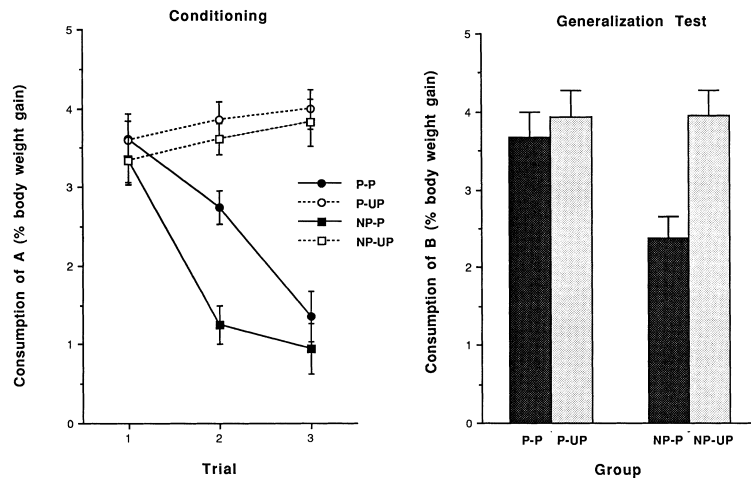 Conditioning
Consumption of A (% body weight gain)
5
4
3
2
1
0
1 2 3
Trial
P-P
P-UP
NP-P
NP-UP
Generalization Test
Consumption of B (% body weight gain)
5
4
3
2
1
0
P-P P-UP NP-P NP-UP
Group